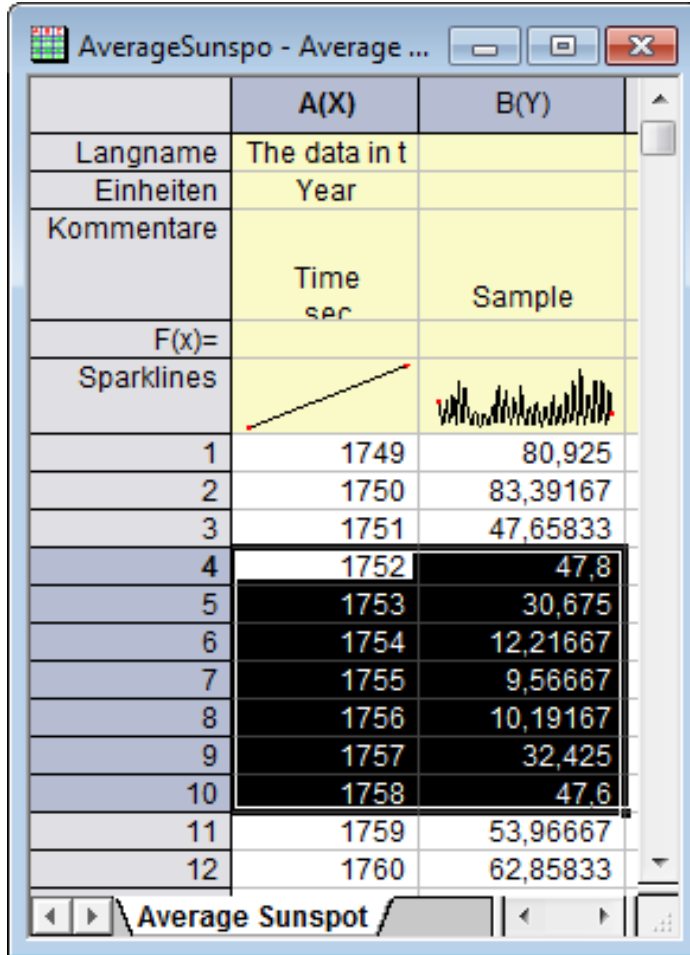 AverageSunspo - Average ...
A(X) B(Y)
Langname The data in t
Einheiten Year
Kommentare
Time
sec Sample
F(x)=
Sparklines
1 1749 80,925
2 1750 83,39167
3 1751 47,65833
4 1752 47,8
5 1753 30,675
6 1754 12,21667
7 1755 9,56667
8 1756 10,19167
9 1757 32,425
10 1758 47,6
11 1759 53,96667
12 1760 62,85833
Average Sunspot